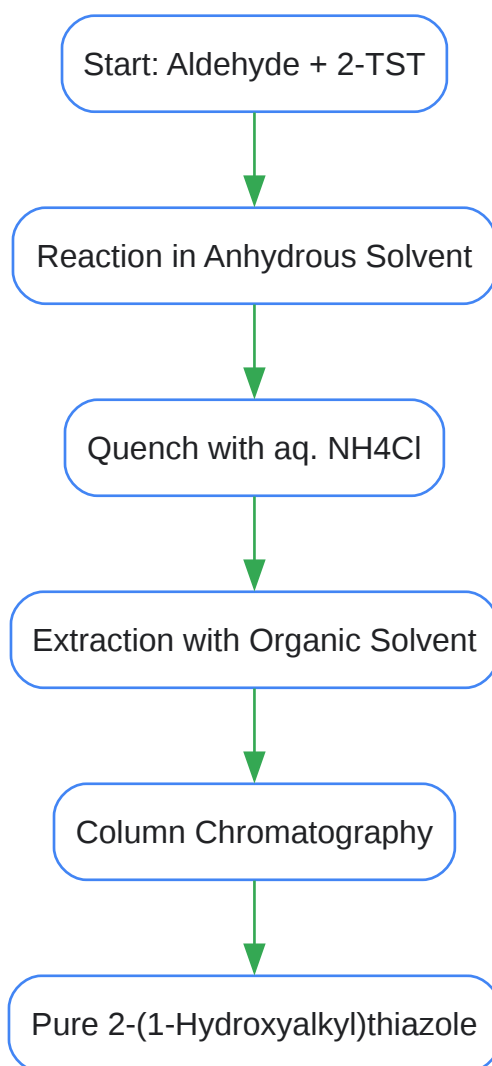 Start: Aldehyde + 2-TST
Reaction in Anhydrous Solvent
Quench with aq. NH4Cl
Extraction with Organic Solvent
Column Chromatography
Pure 2-(1-Hydroxyalkyl)thiazole